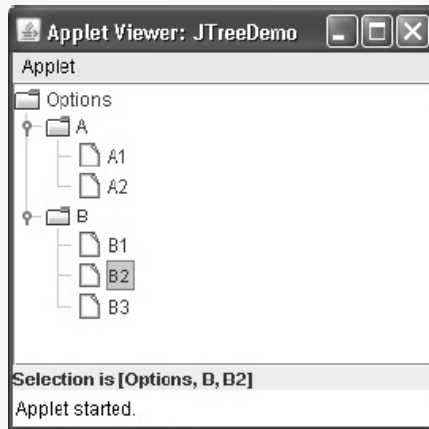 Applet Viewer: JTreeDemo
Applet
Options
A
A1
A2
B
B1
B2
B3
Selection is [Options, B, B2]
Applet started.